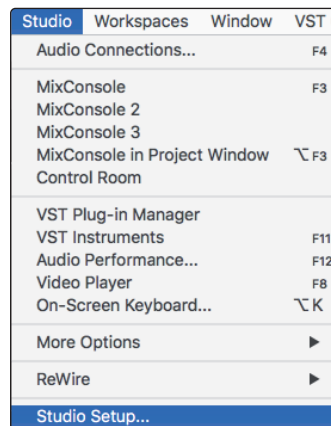 Studio Workspaces Window VST
Audio Connections... F4
MixConsole F3
MixConsole 2
MixConsole 3
MixConsole in Project Window ⌥ F3
Control Room
VST Plug-in Manager
VST Instruments F11
Audio Performance... F12
Video Player F8
On-Screen Keyboard... ⌥ K
More Options ▶
ReWire ▶
Studio Setup...